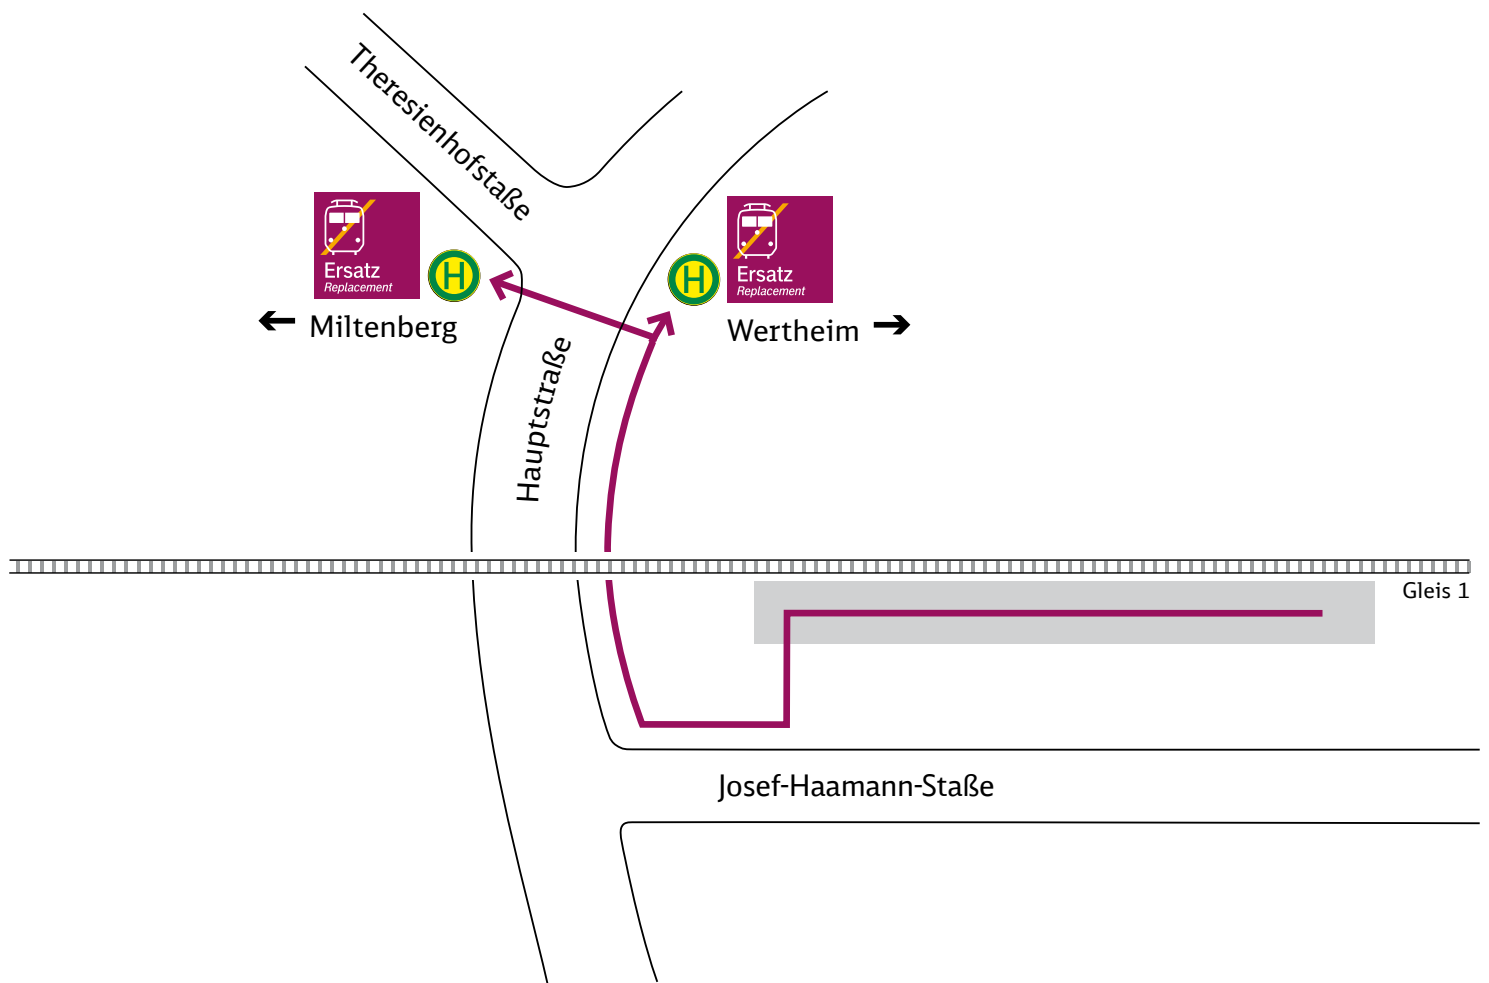 Theresienhofstaße
Ersatz
Replacement
H
Miltenberg
H
Ersatz
Replacement
Wertheim
Hauptstraße
Gleis 1
Josef-Haamann-Staße